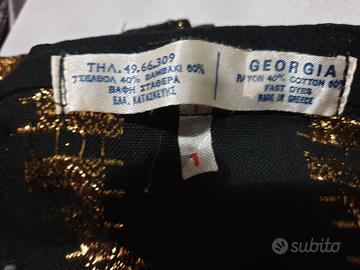 ΤΗΛ. 49.66.309
ΤΣΕΛΒΟΛ 40% ΒΑΜΒΑΚΙ 60%
ΒΑΦΗ ΣΤΑΘΕΡΑ
ΕΛΛ. ΚΑΤΑΣΚΕΥΗΣ
GEORGIA
RAYON 40% COTTON 60%
FAST DYES
MADE IN GREECE
1
subito